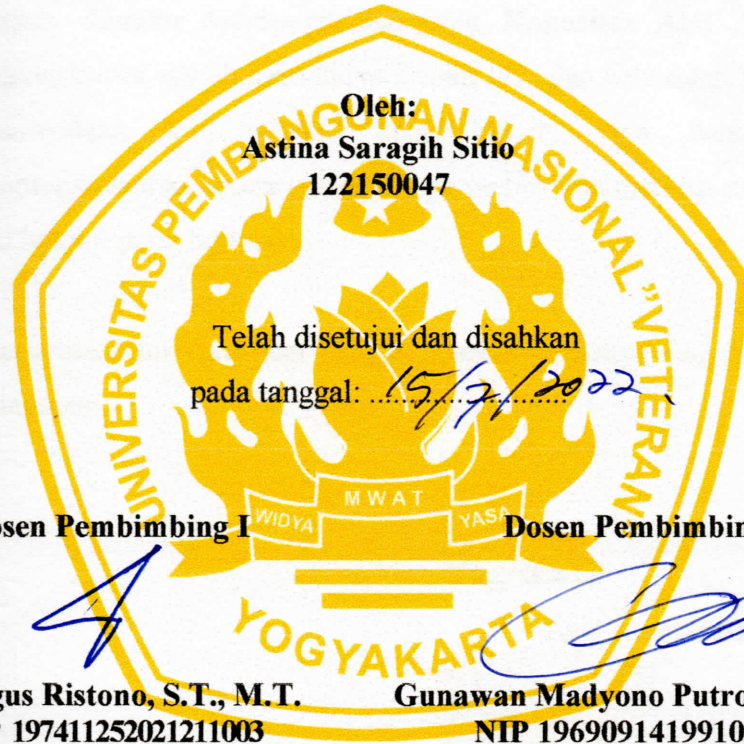 Oleh:
Astina Saragih Sitio
122150047
UNIVERSITAS PEMBANGUNAN NASIONAL "VETERAN
YOGYAKARTA
Telah disetujui dan disahkan
pada tanggal: 15/7/2022
WIDYA MWAT YASA
osen Pembimbing I Dosen Pembimbin
gus Ristono, S.T., M.T. Gunawan Madyono Putro
197411252021211003 NIP 1969091419910